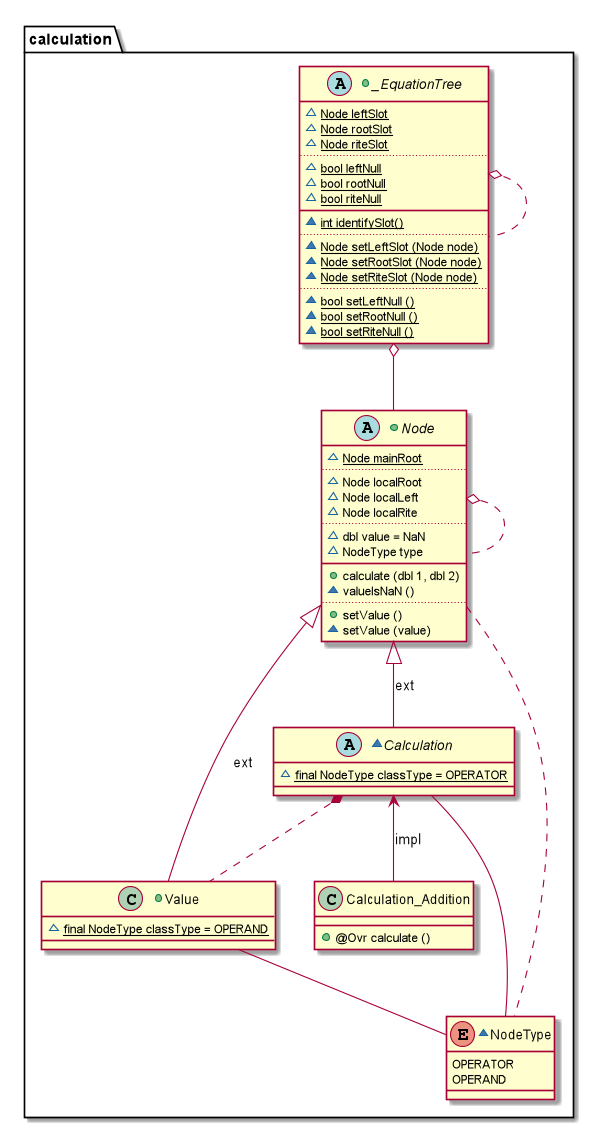 calculation
A _EquationTree
Node leftSlot
Node rootSlot
Node riteSlot
bool leftNull
bool rootNull
bool riteNull
int identifySlot()
Node setLeftSlot (Node node)
Node setRootSlot (Node node)
Node setRiteSlot (Node node)
bool setLeftNull ()
bool setRootNull ()
bool setRiteNull ()
A Node
Node mainRoot
Node localRoot
Node localLeft
Node localRite
dbl value = NaN
NodeType type
calculate (dbl 1, dbl 2)
valueIsNaN ()
setValue ()
setValue (value)
ext
A Calculation
final NodeType classType = OPERATOR
ext
impl
C Value
final NodeType classType = OPERAND
C Calculation_Addition
@Ovr calculate ()
E NodeType
OPERATOR
OPERAND